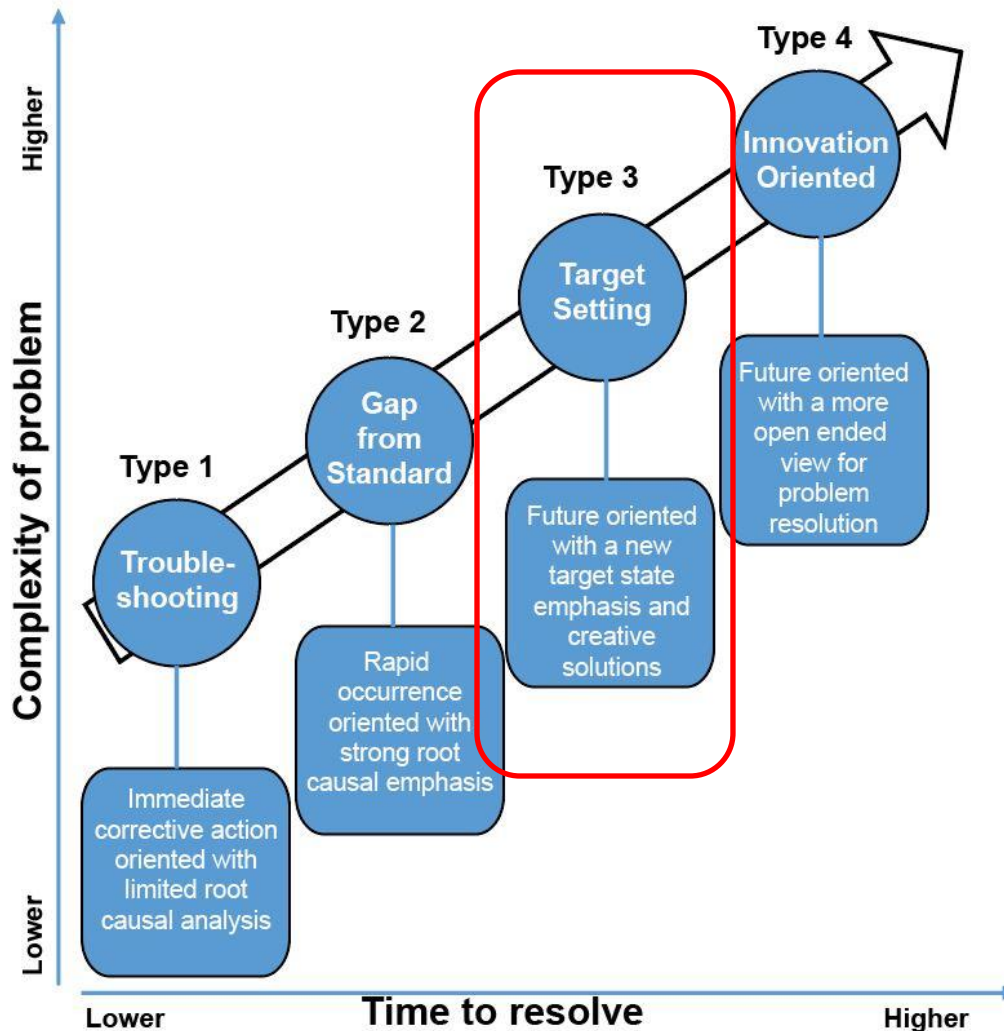 Type 4
Higher
Innovation
Oriented
Type 3
Target
Setting
Type 2
Future oriented
with a more
open ended
view for
problem
resolution
Gap
from
Standard
Complexity of problem
Type 1
Future oriented
with a new
target state
emphasis and
creative
solutions
Trouble-
shooting
Rapid
occurrence
oriented with
strong root
causal emphasis
Immediate
corrective action
oriented with
limited root
causal analysis
Lower
Lower
Time to resolve
Higher